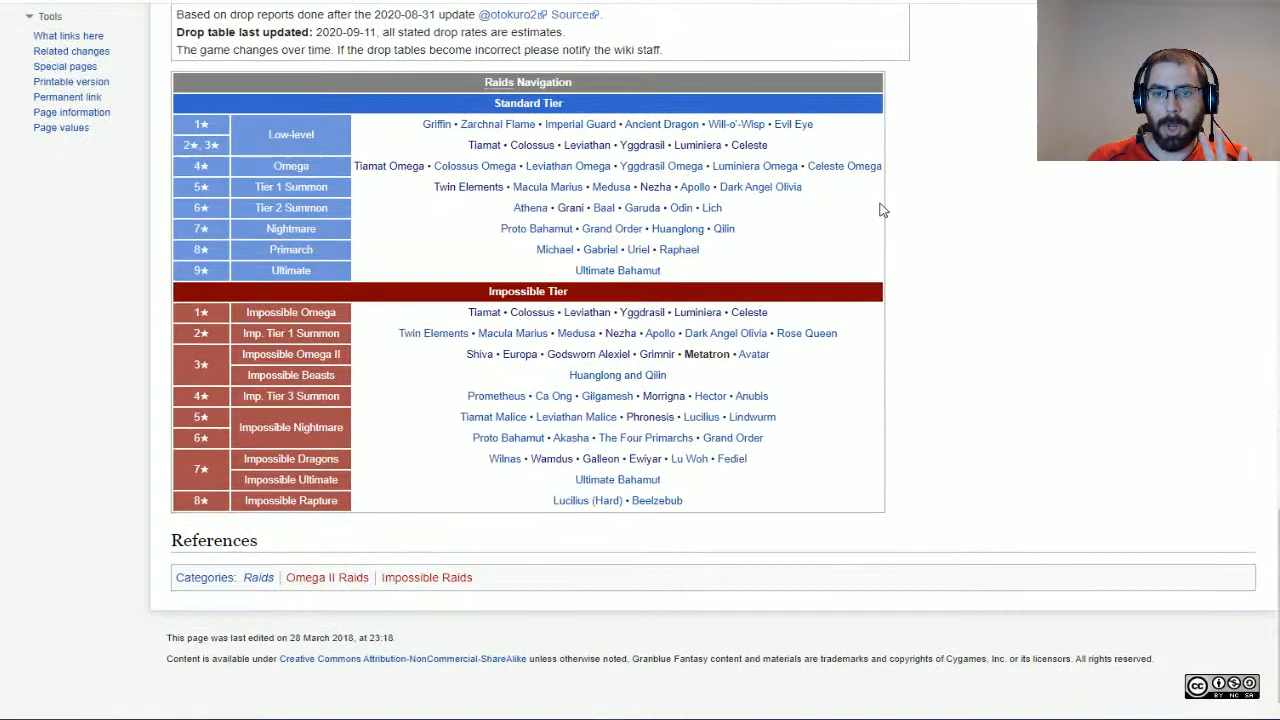 Tools
What links here
Related changes
Special pages
Printable version
Permanent link
Page information
Page values
Based on drop reports done after the 2020-08-31 update @otokuro2 Source.
Drop table last updated: 2020-09-11, all stated drop rates are estimates.
The game changes over time. If the drop tables become incorrect please notify the wiki staff.
Raids Navigation
Standard Tier
1★ Low-level Griffin • Zarchnal Flame • Imperial Guard • Ancient Dragon • Will-o'-Wisp • Evil Eye
2★, 3★ Tiamat • Colossus • Leviathan • Yggdrasil • Luminiera • Celeste
4★ Omega Tiamat Omega • Colossus Omega • Leviathan Omega • Yggdrasil Omega • Luminiera Omega • Celeste Omega
5★ Tier 1 Summon Twin Elements • Macula Marius • Medusa • Nezha • Apollo • Dark Angel Olivia
6★ Tier 2 Summon Athena • Grani • Baal • Garuda • Odin • Lich
7★ Nightmare Proto Bahamut • Grand Order • Huanglong • Qilin
8★ Primarch Michael • Gabriel • Uriel • Raphael
9★ Ultimate Ultimate Bahamut
Impossible Tier
1★ Impossible Omega Tiamat • Colossus • Leviathan • Yggdrasil • Luminiera • Celeste
2★ Imp. Tier 1 Summon Twin Elements • Macula Marius • Medusa • Nezha • Apollo • Dark Angel Olivia • Rose Queen
3★ Impossible Omega II Shiva • Europa • Godsworn Alexiel • Grimnir • Metatron • Avatar
Impossible Beasts Huanglong and Qilin
4★ Imp. Tier 3 Summon Prometheus • Ca Ong • Gilgamesh • Morrigna • Hector • Anubis
5★ Impossible Nightmare Tiamat Malice • Leviathan Malice • Phronesis • Lucilius • Lindwurm
6★ Proto Bahamut • Akasha • The Four Primarchs • Grand Order
7★ Impossible Dragons Wilnas • Wamdus • Galleon • Ewiyar • Lu Woh • Fediel
Impossible Ultimate Ultimate Bahamut
8★ Impossible Rapture Lucilius (Hard) • Beelzebub
References
Categories: Raids Omega II Raids Impossible Raids
This page was last edited on 28 March 2018, at 23:18.
Content is available under Creative Commons Attribution-NonCommercial-ShareAlike unless otherwise noted, Granblue Fantasy content and materials are trademarks and copyrights of Cygames, Inc. or its licensors. All rights reserved.
CC
BY NC SA